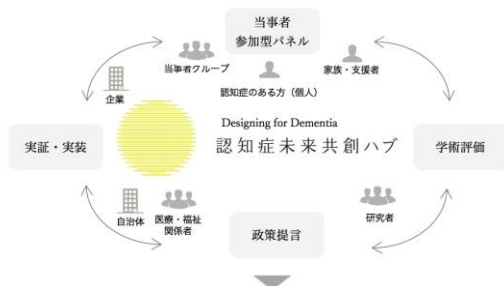 当事者
参加型パネル
当事者グループ
家族・支援者
認知症のある方（個人）
企業
Designing for Dementia
認知症未来共創ハブ
実証・実装
学術評価
自治体
医療・福祉
関係者
研究者
政策提言